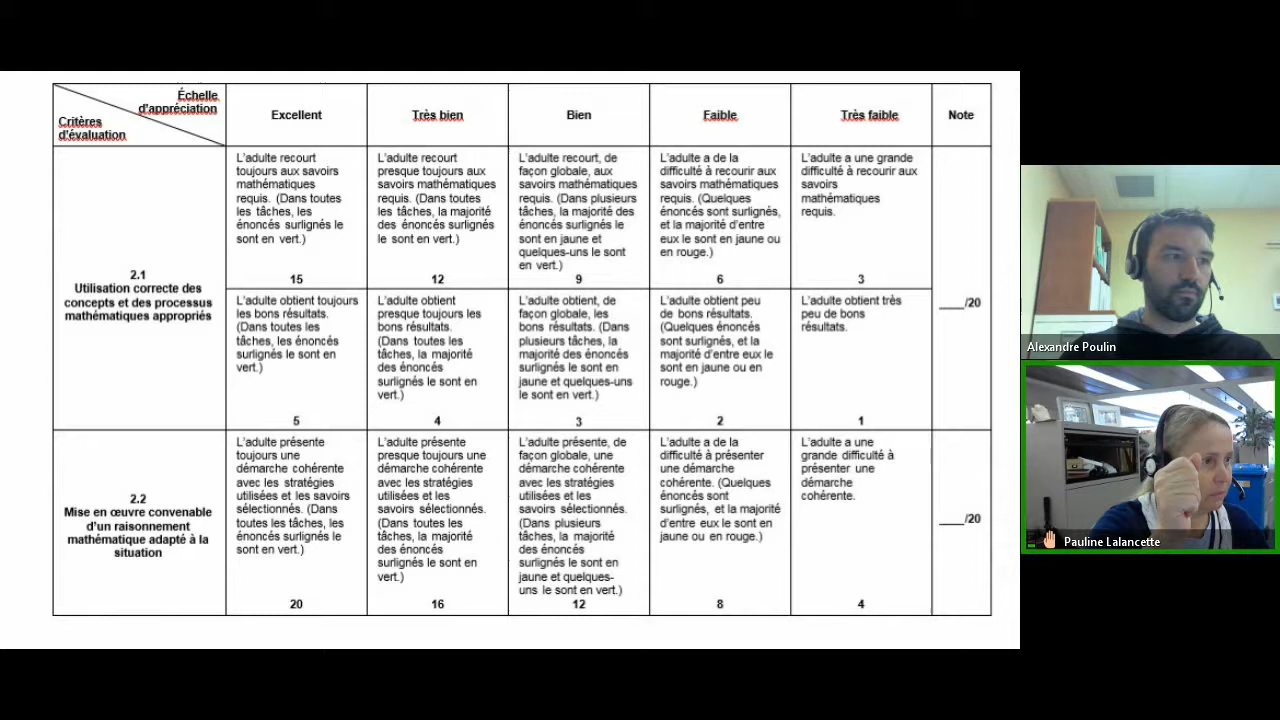 Échelle
d'appréciation
Critères
d'évaluation
Excellent
Très bien
Bien
Faible
Très faible
Note
2.1
Utilisation correcte des
concepts et des processus
mathématiques appropriés
L'adulte recourt
toujours aux savoirs
mathématiques
requis. (Dans toutes
les tâches, les
énoncés surlignés le
sont en vert.)
15
L'adulte recourt
presque toujours aux
savoirs mathématiques
requis. (Dans toutes
les tâches, la majorité
des énoncés surlignés
le sont en vert.)
12
L'adulte recourt, de
façon globale, aux
savoirs mathématiques
requis. (Dans plusieurs
tâches, la majorité des
énoncés surlignés le
sont en jaune et
quelques-uns le sont
en vert.)
9
L'adulte a de la
difficulté à recourir aux
savoirs mathématiques
requis. (Quelques
énoncés sont surlignés,
et la majorité d'entre
eux le sont en jaune ou
en rouge.)
6
L'adulte a une grande
difficulté à recourir aux
savoirs
mathématiques
requis.
3
____/20
L'adulte obtient toujours
les bons résultats.
(Dans toutes les
tâches, les énoncés
surlignés le sont en
vert.)
5
L'adulte obtient
presque toujours les
bons résultats.
(Dans toutes les
tâches, la majorité
des énoncés
surlignés le sont en
vert.)
4
L'adulte obtient, de
façon globale, les
bons résultats. (Dans
plusieurs tâches, la
majorité des énoncés
surlignés le sont en
jaune et quelques-uns
le sont en vert.)
3
L'adulte obtient peu
de bons résultats.
(Quelques énoncés
sont surlignés, et la
majorité d'entre eux le
sont en jaune ou en
rouge.)
2
L'adulte obtient très
peu de bons
résultats.
1
2.2
Mise en œuvre convenable
d'un raisonnement
mathématique adapté à la
situation
L'adulte présente
toujours une
démarche cohérente
avec les stratégies
utilisées et les savoirs
sélectionnés. (Dans
toutes les tâches, les
énoncés surlignés le
sont en vert.)
20
L'adulte présente
presque toujours une
démarche cohérente
avec les stratégies
utilisées et les
savoirs sélectionnés.
(Dans toutes les
tâches, la majorité
des énoncés
surlignés le sont en
vert.)
16
L'adulte présente, de
façon globale, une
démarche cohérente
avec les stratégies
utilisées et les
savoirs sélectionnés.
(Dans plusieurs
tâches, la majorité
des énoncés
surlignés le sont en
jaune et quelques-
uns le sont en vert.)
12
L'adulte a de la
difficulté à présenter
une démarche
cohérente. (Quelques
énoncés sont
surlignés, et la majorité
d'entre eux le sont en
jaune ou en rouge.)
8
L'adulte a une
grande difficulté à
présenter une
démarche
cohérente.
4
____/20
Alexandre Poulin
Pauline Lalancette